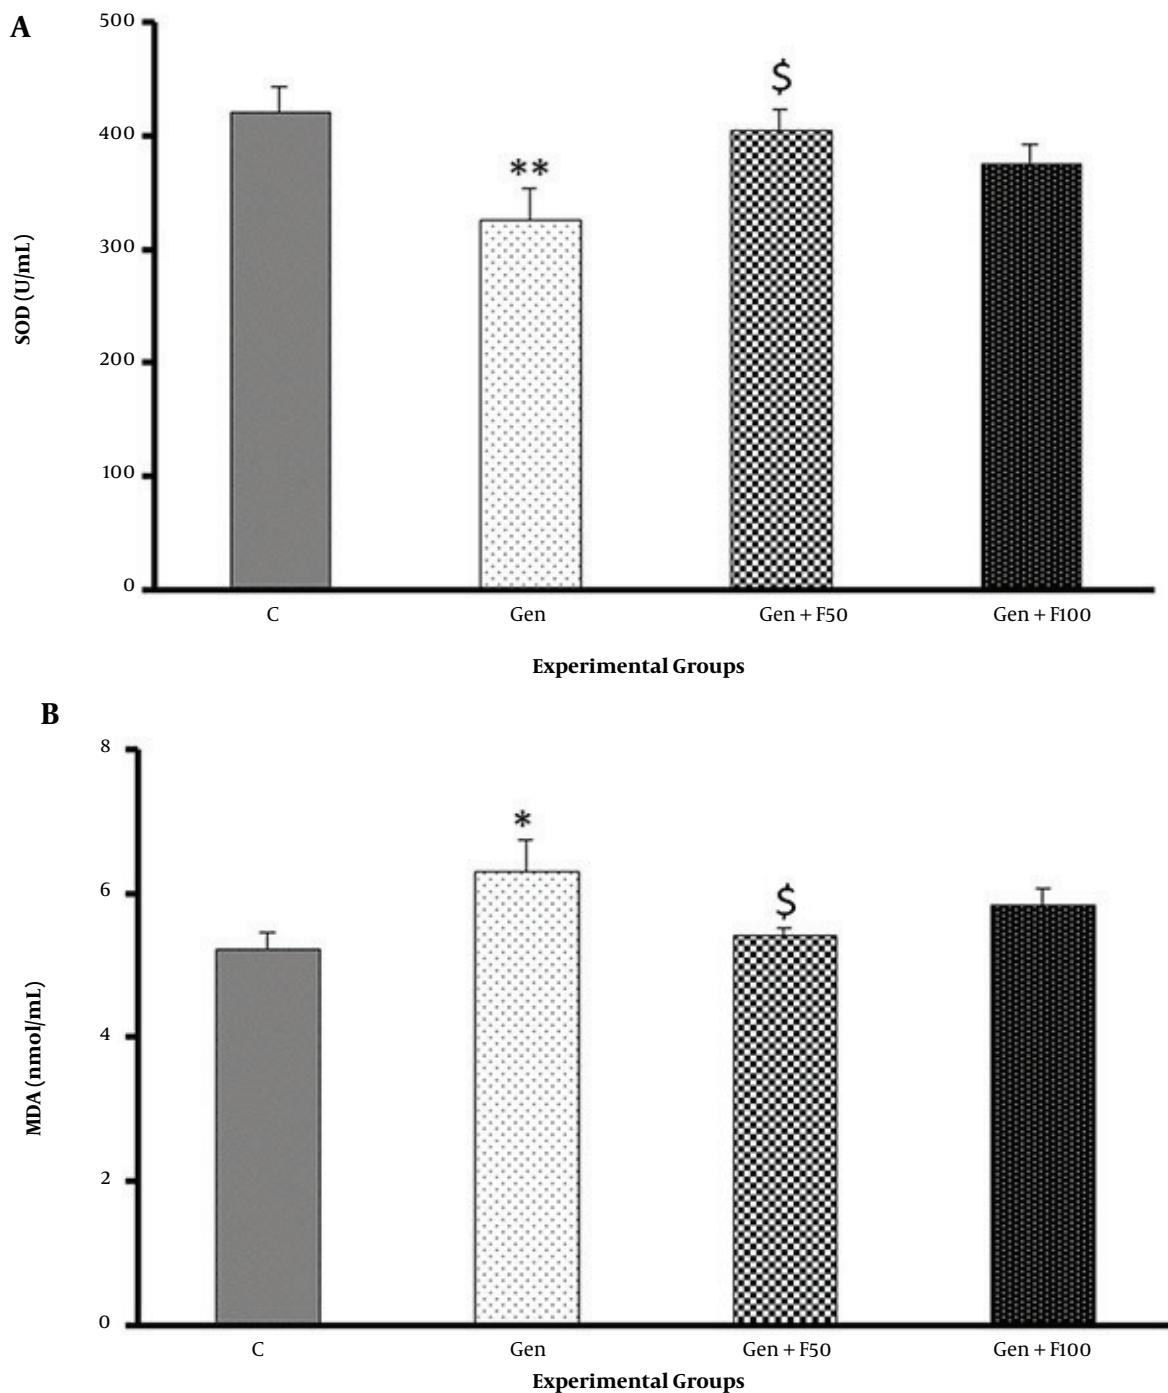 A
500
$
400
**
300
SOD (U/mL)
200
100
0
C Gen Gen + F50 Gen + F100
Experimental Groups
B
8
*
6
$
4
MDA (nmol/mL)
2
0
C Gen Gen + F50 Gen + F100
Experimental Groups